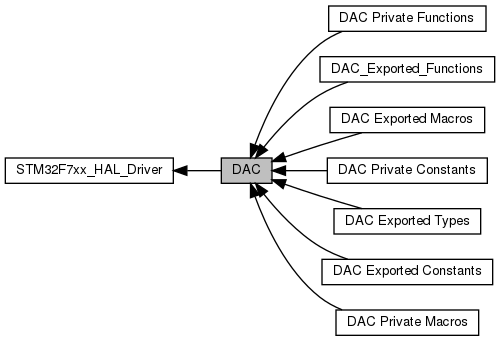 DAC Private Functions
DAC_Exported_Functions
DAC Exported Macros
STM32F7xx_HAL_Driver
DAC
DAC Private Constants
DAC Exported Types
DAC Exported Constants
DAC Private Macros